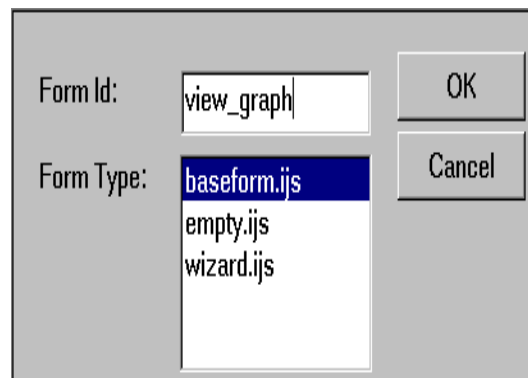 Form Id:
view_graph
OK
Cancel
Form Type:
baseform.ijs
empty.ijs
wizard.ijs